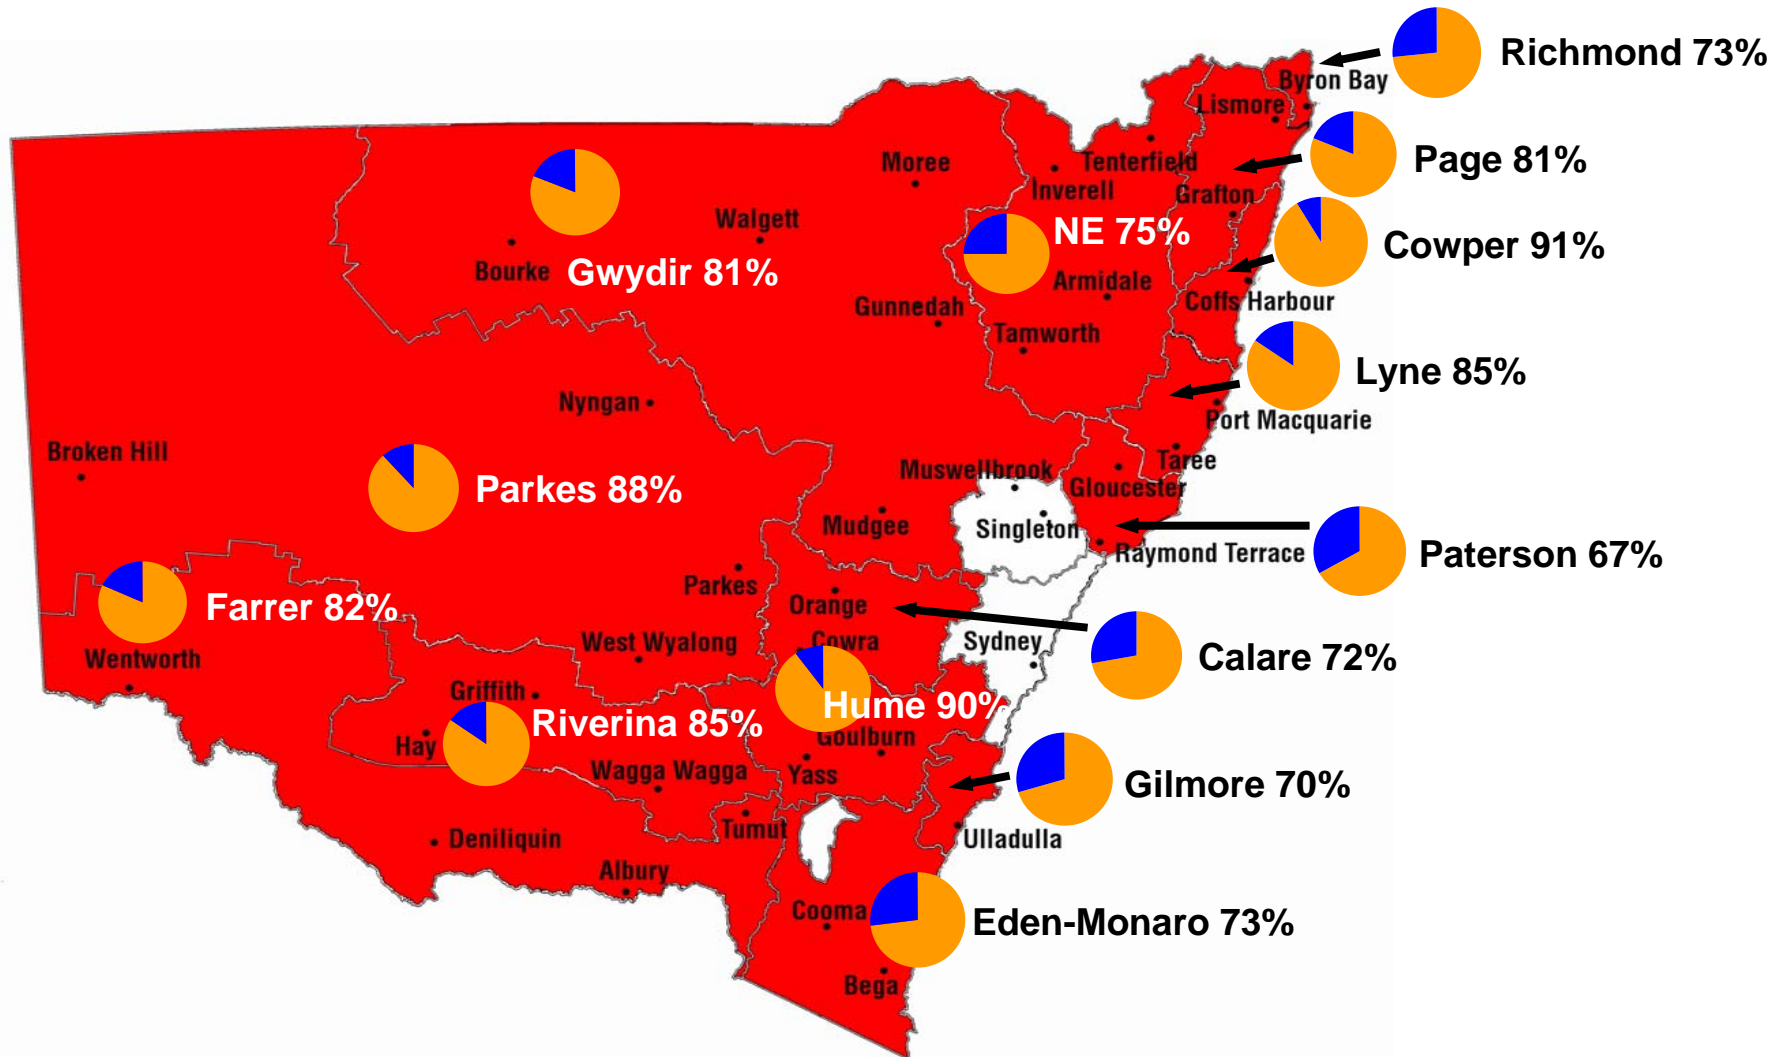 Richmond 73%
Byron Bay
Lismore
Page 81%
Moree
Tenterfield
Inverell
Grafton
Walgett
NE 75%
Cowper 91%
Bourke
Gwydir 81%
Armidale
Coffs Harbour
Gunnedah
Tamworth
Lyne 85%
Nyngan
Port Macquarie
Broken Hill
Taree
Muswellbrook
Gloucester
Parkes 88%
Mudgee
Singleton
Raymond Terrace
Paterson 67%
Parkes
Orange
Farrer 82%
West Wyalong
Cowra
Sydney
Calare 72%
Wentworth
Griffith
Hume 90%
Riverina 85%
Hay
Goulburn
Wagga Wagga
Yass
Gilmore 70%
Tumut
Ulladulla
Deniliquin
Albury
Cooma
Eden-Monaro 73%
Bega